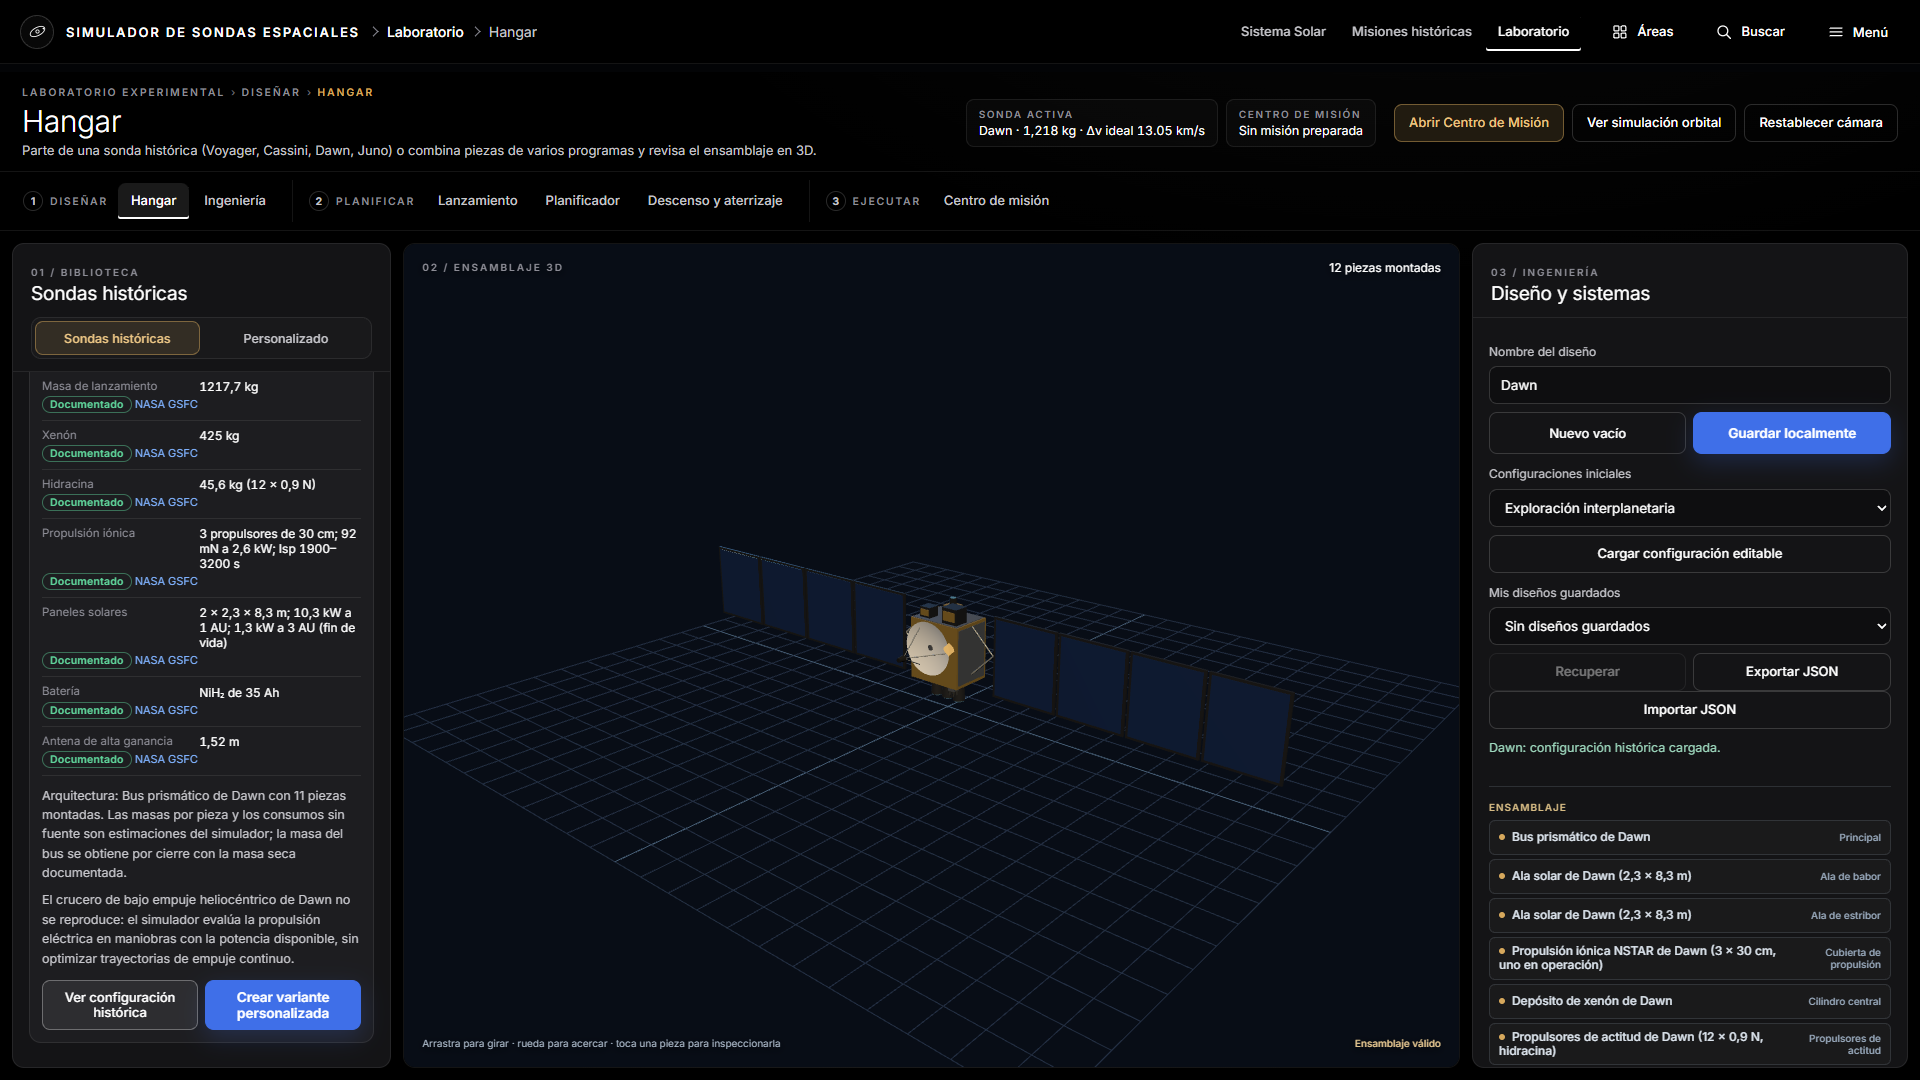 SIMULADOR DE SONDAS ESPACIALES > Laboratorio > Hangar
Sistema Solar
Misiones históricas
Laboratorio
Áreas
Buscar
Menú
LABORATORIO EXPERIMENTAL › DISEÑAR › HANGAR
Hangar
Parte de una sonda histórica (Voyager, Cassini, Dawn, Juno) o combina piezas de varios programas y revisa el ensamblaje en 3D.
SONDA ACTIVA
Dawn · 1,218 kg · Δv ideal 13.05 km/s
CENTRO DE MISIÓN
Sin misión preparada
Abrir Centro de Misión
Ver simulación orbital
Restablecer cámara
1 DISEÑAR
Hangar
Ingeniería
2 PLANIFICAR
Lanzamiento
Planificador
Descenso y aterrizaje
3 EJECUTAR
Centro de misión
01 / BIBLIOTECA
Sondas históricas
Sondas históricas
Personalizado
Masa de lanzamiento
1217,7 kg
Documentado NASA GSFC
Xenón
425 kg
Documentado NASA GSFC
Hidracina
45,6 kg (12 × 0,9 N)
Documentado NASA GSFC
Propulsión iónica
3 propulsores de 30 cm; 92
mN a 2,6 kW; Isp 1900–
3200 s
Documentado NASA GSFC
Paneles solares
2 × 2,3 × 8,3 m; 10,3 kW a
1 AU; 1,3 kW a 3 AU (fin de
vida)
Documentado NASA GSFC
Batería
NiH₂ de 35 Ah
Documentado NASA GSFC
Antena de alta ganancia
1,52 m
Documentado NASA GSFC
Arquitectura: Bus prismático de Dawn con 11 piezas
montadas. Las masas por pieza y los consumos sin
fuente son estimaciones del simulador; la masa del
bus se obtiene por cierre con la masa seca
documentada.
El crucero de bajo empuje heliocéntrico de Dawn no
se reproduce: el simulador evalúa la propulsión
eléctrica en maniobras con la potencia disponible, sin
optimizar trayectorias de empuje continuo.
Ver configuración
histórica
Crear variante
personalizada
02 / ENSAMBLAJE 3D
12 piezas montadas
Arrastra para girar · rueda para acercar · toca una pieza para inspeccionarla
Ensamblaje válido
03 / INGENIERÍA
Diseño y sistemas
Nombre del diseño
Dawn
Nuevo vacío
Guardar localmente
Configuraciones iniciales
Exploración interplanetaria
Cargar configuración editable
Mis diseños guardados
Sin diseños guardados
Recuperar
Exportar JSON
Importar JSON
Dawn: configuración histórica cargada.
ENSAMBLAJE
Bus prismático de Dawn
Principal
Ala solar de Dawn (2,3 × 8,3 m)
Ala de babor
Ala solar de Dawn (2,3 × 8,3 m)
Ala de estribor
Propulsión iónica NSTAR de Dawn (3 × 30 cm,
uno en operación)
Cubierta de
propulsión
Depósito de xenón de Dawn
Cilindro central
Propulsores de actitud de Dawn (12 × 0,9 N,
hidracina)
Propulsores de
actitud